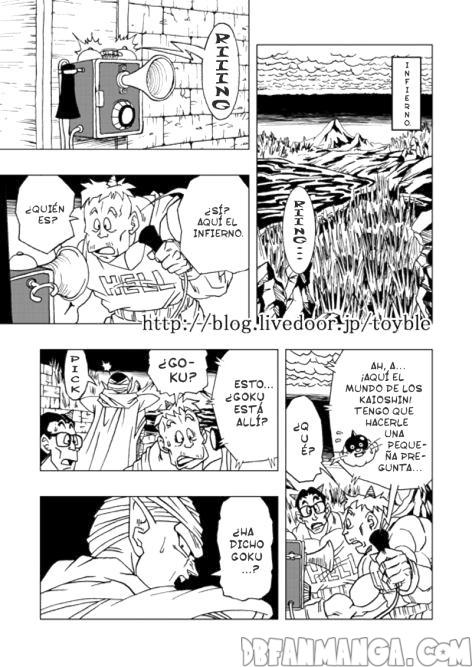 INFIERNO.
RIIING...
RIIING
¿SÍ?
AQUÍ EL
INFIERNO.
¿QUIÉN
ES?
http://blog.livedoor.jp/toyble
AH, A...
¡AQUÍ EL
MUNDO DE LOS
KAIOSHIN!
TENGO QUE
HACERLE
UNA
PEQUE-
ÑA PRE-
GUNTA...
¿Q
UÉ?
HELL
ESTO...
¿GOKU
ESTÁ
ALLÍ?
¿GO-
KU?
PICK
¿HA
DICHO
GOKU
...?
DBFANMANGA.COM